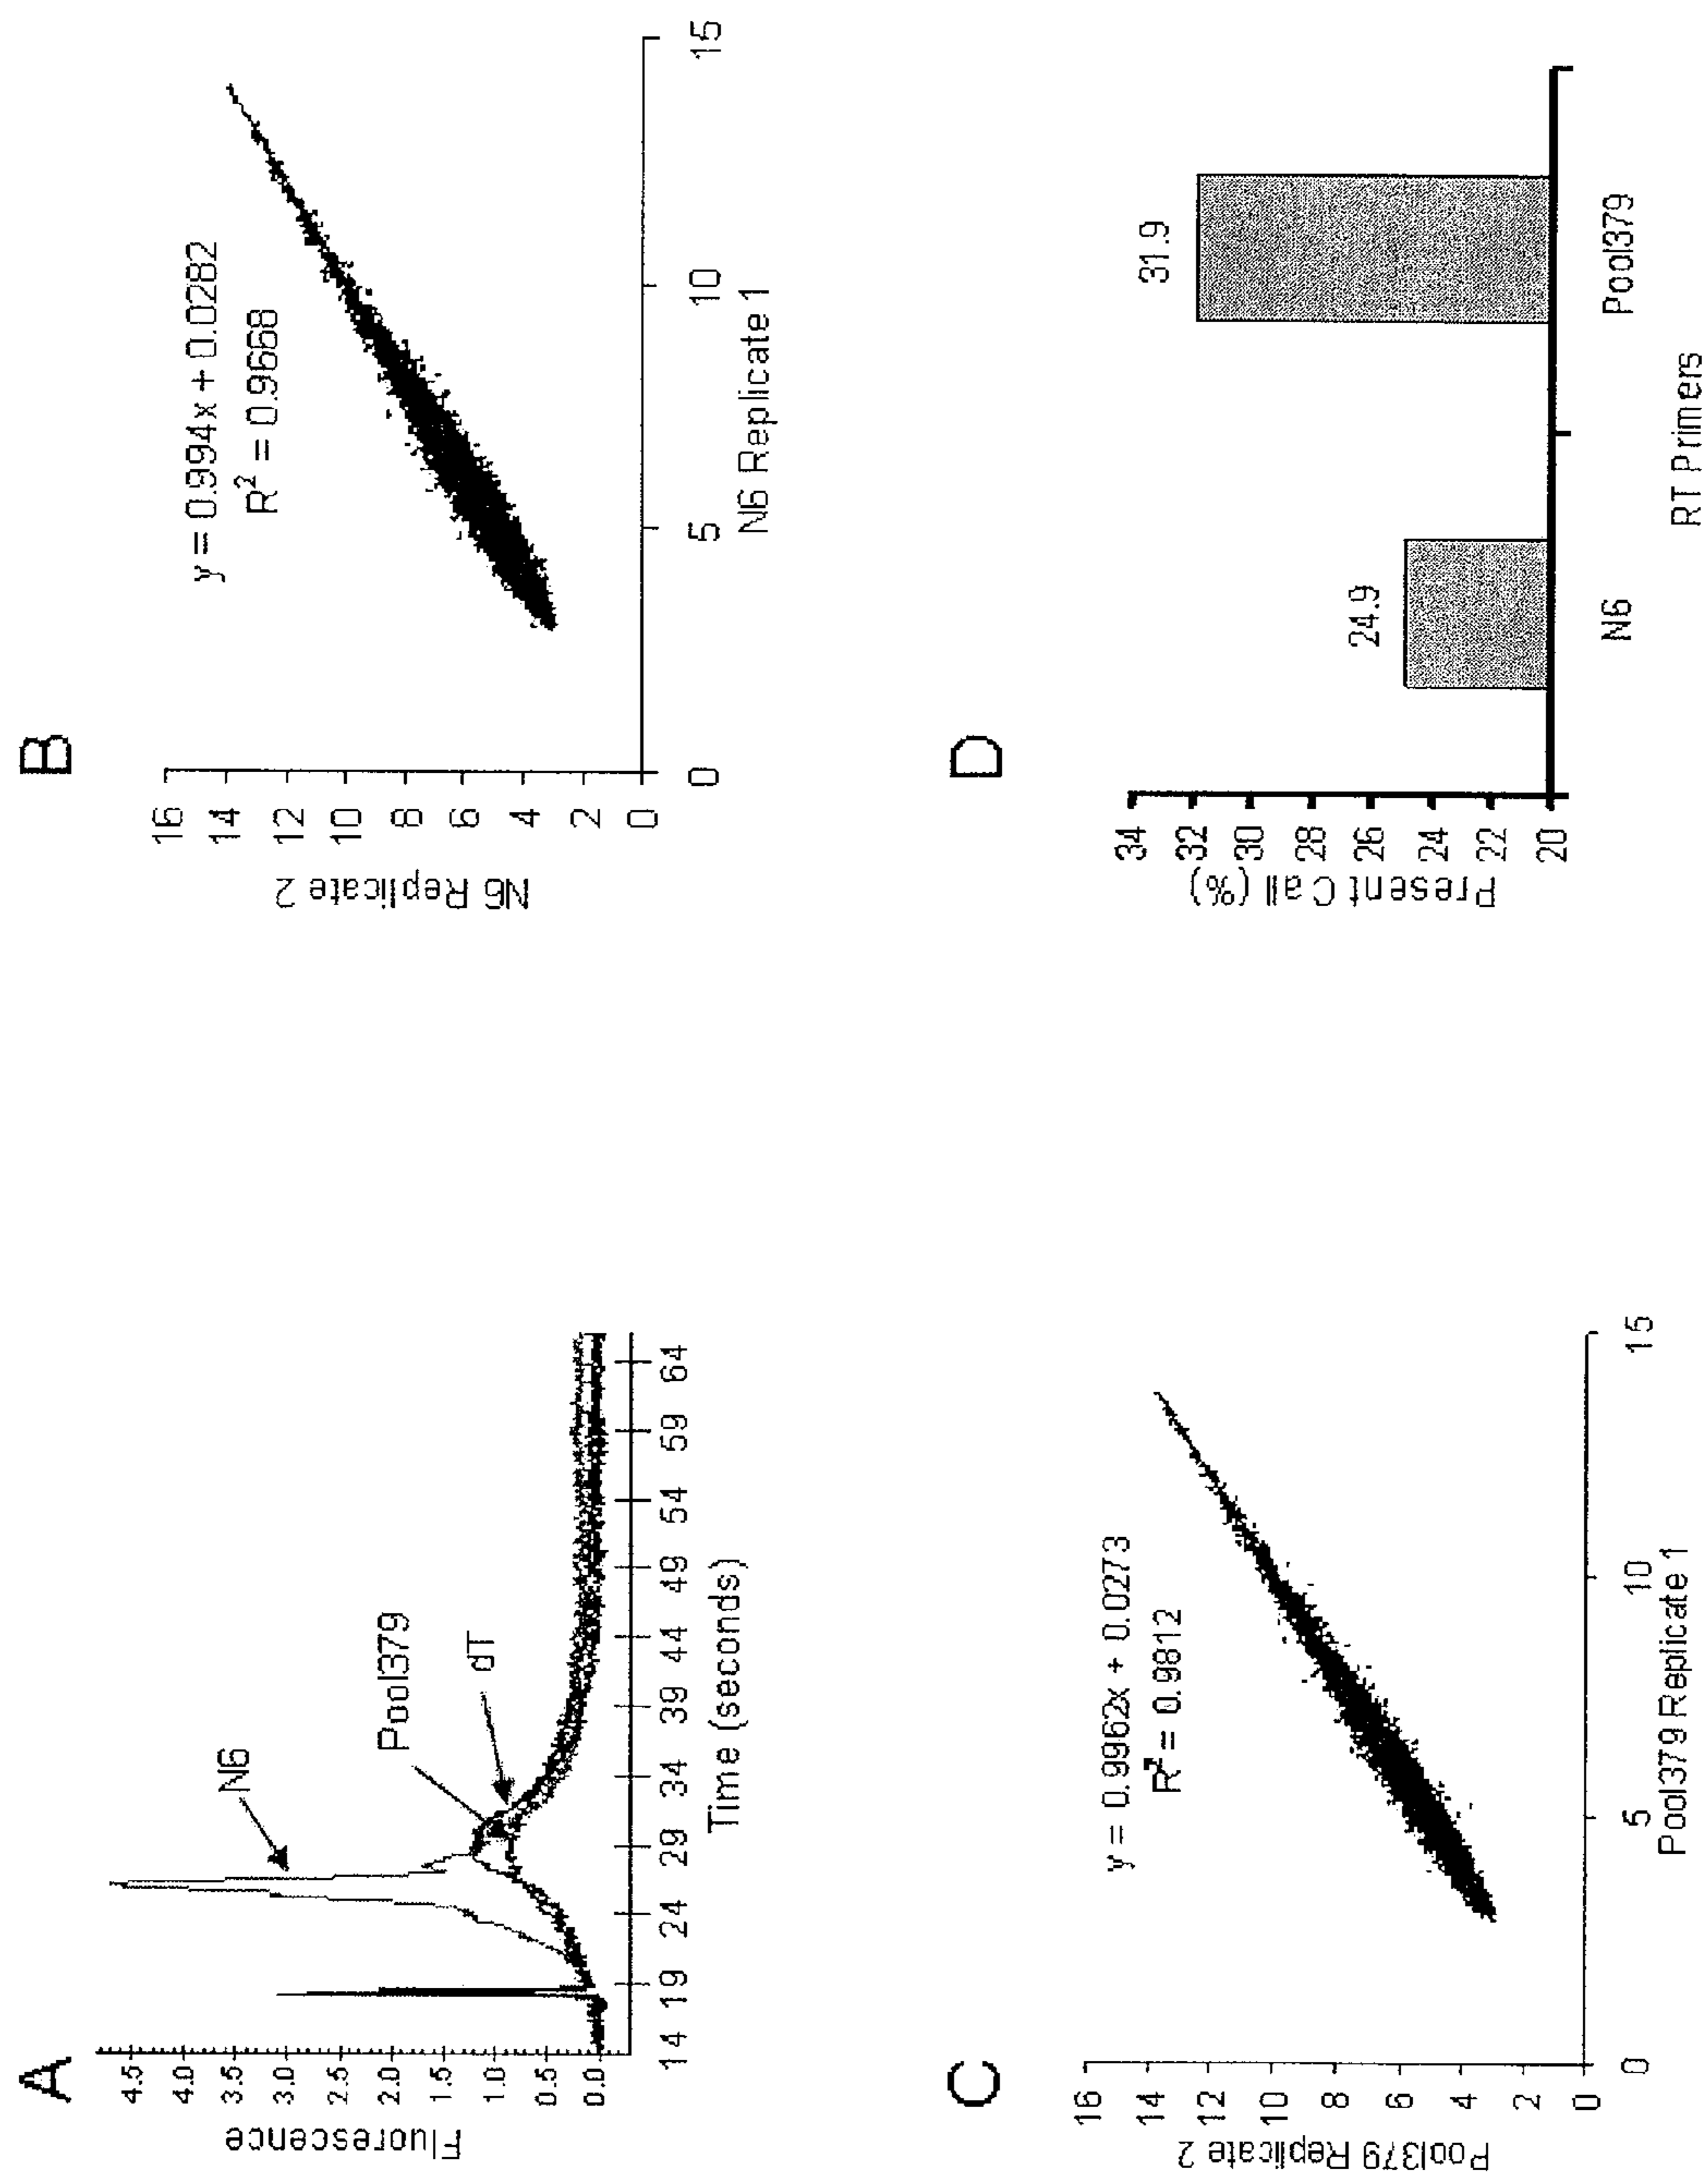 A
Fluorescence
4.5
4.0
3.5
3.0
2.5
2.0
1.5
1.0
0.5
0.0
N6
Pool379
dT
14 19 24 29 34 39 44 49 54 59 64
Time (seconds)
B
N6 Replicate 2
16
14
12
10
8
6
4
2
0
y = 0.994x + 0.0282
R² = 0.9668
0 5 10 15
N6 Replicate 1
C
Pool379 Replicate 2
16
14
12
10
8
6
4
2
0
y = 0.9962x + 0.0273
R² = 0.9812
0 5 10 15
Pool379 Replicate 1
D
Present Call (%)
34
32
30
28
26
24
22
20
24.9
31.9
N6 Pool379
RT Primers